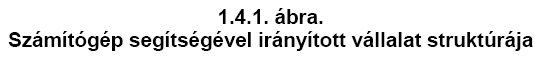 1.4.1. ábra.
Számítógép segítségével irányított vállalat struktúrája